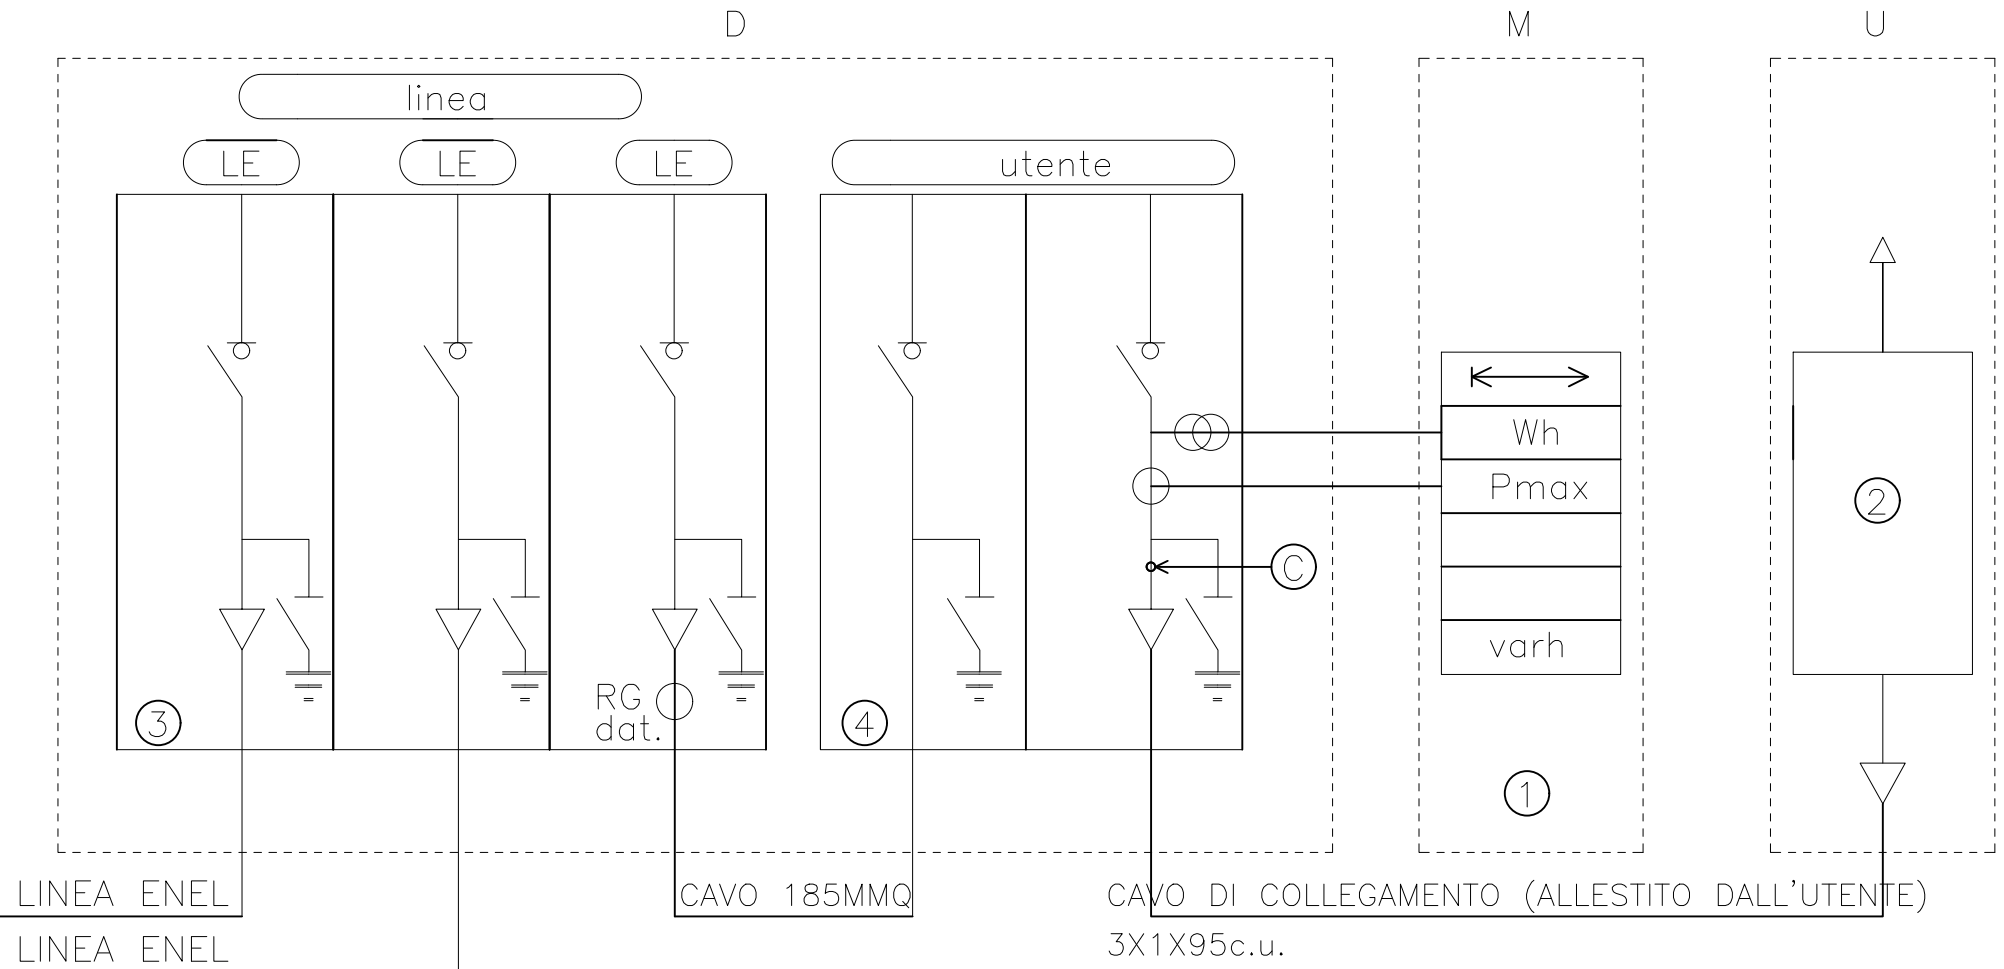 D
M
U
linea
LE
LE
LE
utente
Wh
Pmax
2
C
varh
RG
dat.
3
4
1
LINEA ENEL
CAVO 185MMQ
CAVO DI COLLEGAMENTO (ALLESTITO DALL'UTENTE)
LINEA ENEL
3X1X95c.u.